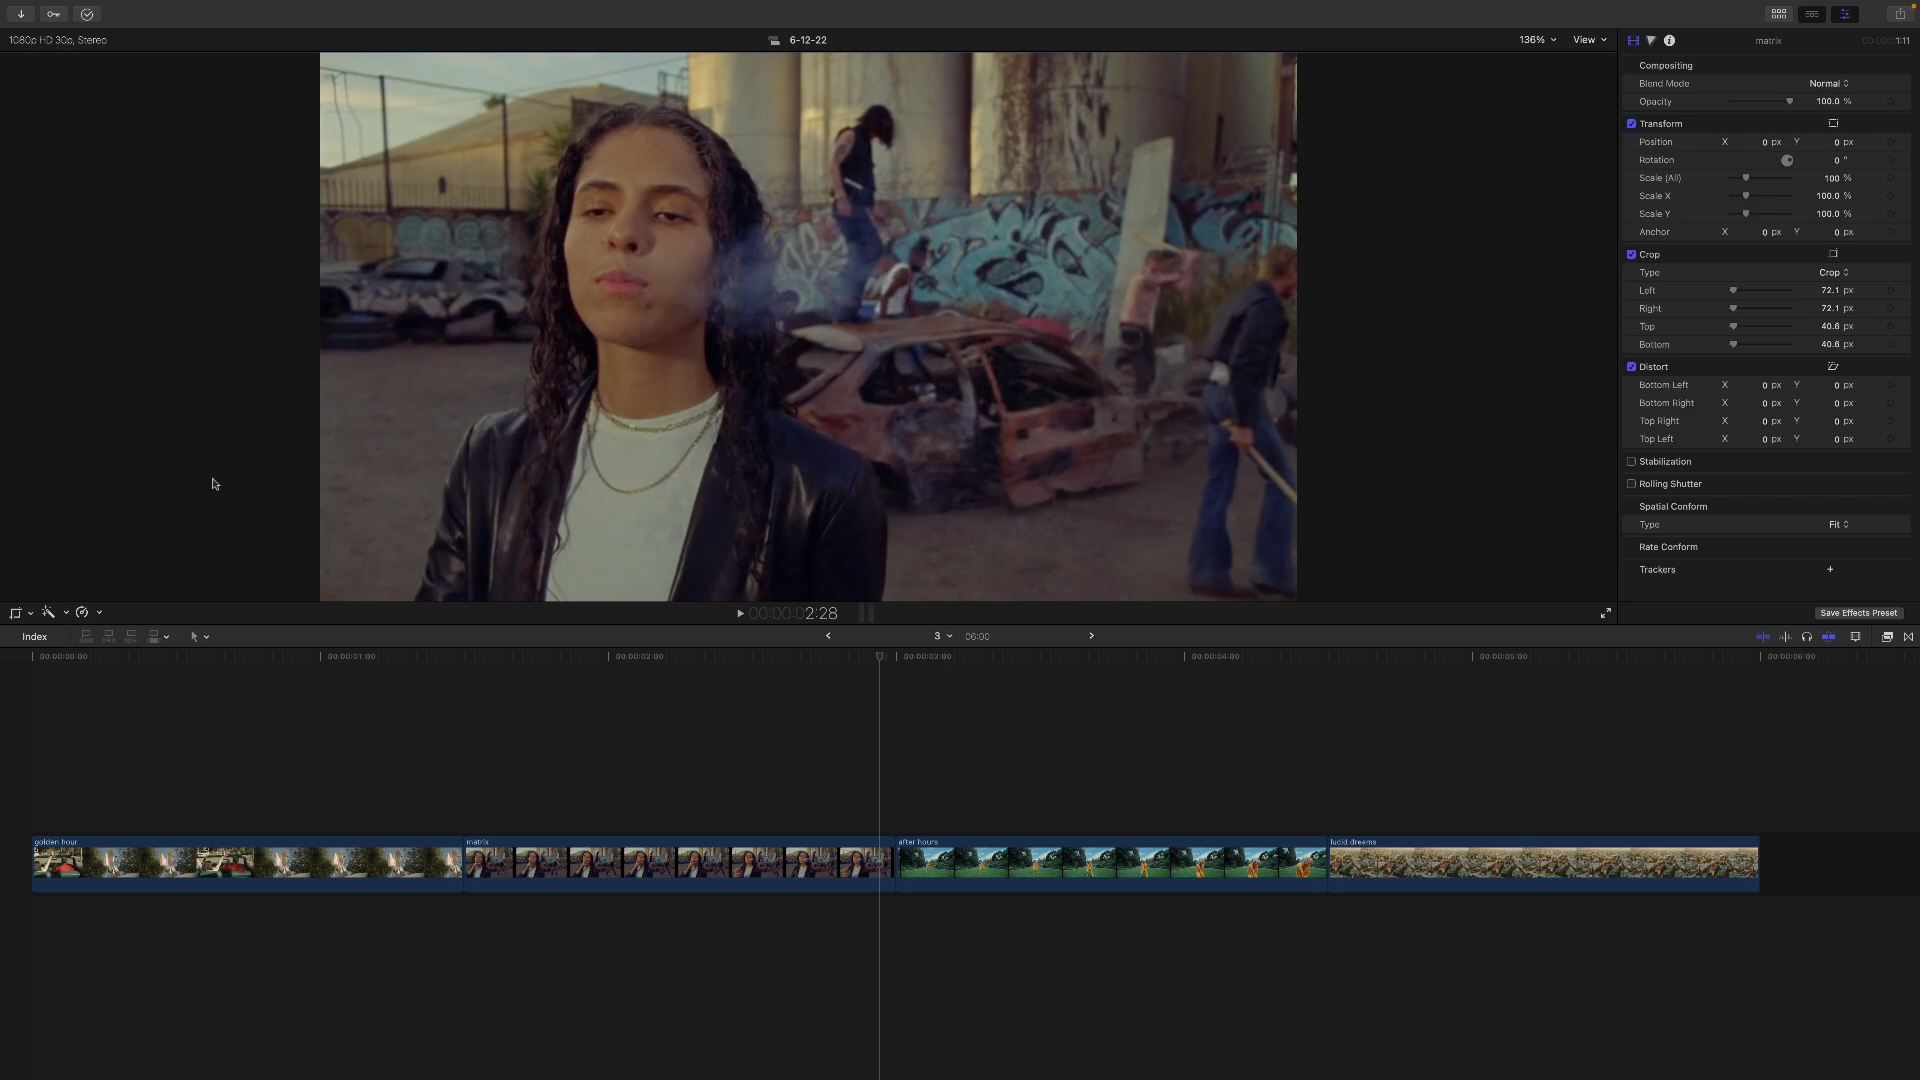 1080p HD 30p, Stereo
6-12-22
136%
View
matrix
00:00:01:11
Compositing
Blend Mode Normal
Opacity 100.0 %
Transform
Position X 0 px Y 0 px
Rotation 0 °
Scale (All) 100 %
Scale X 100.0 %
Scale Y 100.0 %
Anchor X 0 px Y 0 px
Crop
Type Crop
Left 72.1 px
Right 72.1 px
Top 40.6 px
Bottom 40.6 px
Distort
Bottom Left X 0 px Y 0 px
Bottom Right X 0 px Y 0 px
Top Right X 0 px Y 0 px
Top Left X 0 px Y 0 px
Stabilization
Rolling Shutter
Spatial Conform
Type Fit
Rate Conform
Trackers +
00:00:02:28
Save Effects Preset
Index
3
06:00
00:00:00:00 00:00:01:00 00:00:02:00 00:00:03:00 00:00:04:00 00:00:05:00 00:00:06:00
golden hour matrix after hours lucid dreams